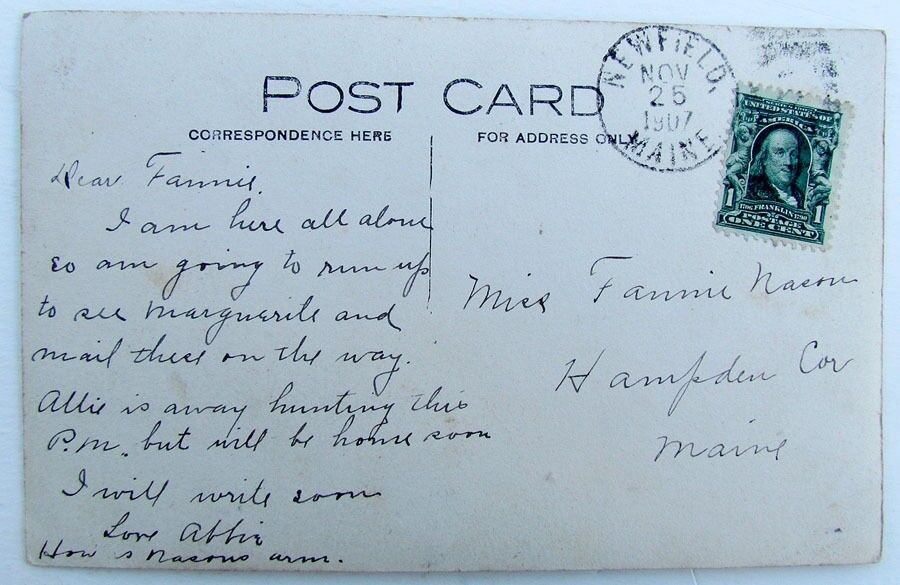 POST CARD
CORRESPONDENCE HERE
FOR ADDRESS ONLY
NEWFIELD,
NOV
25
1907
MAINE
UNITED STATES OF
AMERICA
1706 FRANKLIN 1790
1 POSTAGE 1
ONE CENT
Dear Fannie,
I am here all alone
so am going to run up
to see Marguerite and
mail these on the way.
Allie is away hunting this
P.M. but will be home soon
I will write soon
Love Abbie
How s Nasons arm.
Miss Fannie Nason
Hampden Cor
Maine